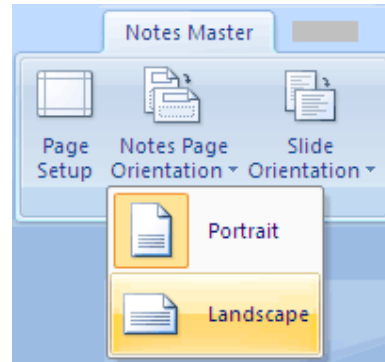 Notes Master
Page Setup
Notes Page Orientation
Slide Orientation
Portrait
Landscape